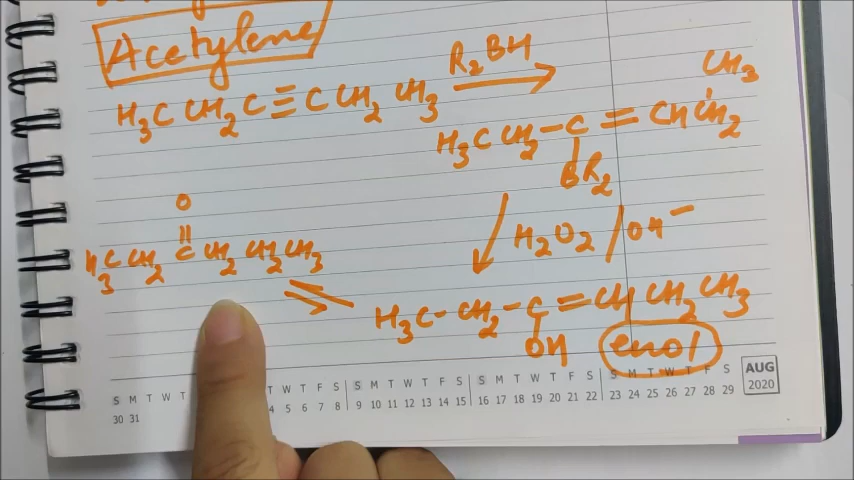 Acetylene
H3C CH2 C ≡ C CH2 CH3
R2BH
CH3
H3C CH2 – C = CH CH2
BR2
H2O2 / OH–
O
H3C CH2 C CH2 CH2 CH3
H3C - CH2 - C = CH CH2 CH3
OH
enol
S M T W T F S S M T W T F S S M T W T F S
30 31 4 5 6 7 8 9 10 11 12 13 14 15 16 17 18 19 20 21 22 23 24 25 26 27 28 29
AUG
2020